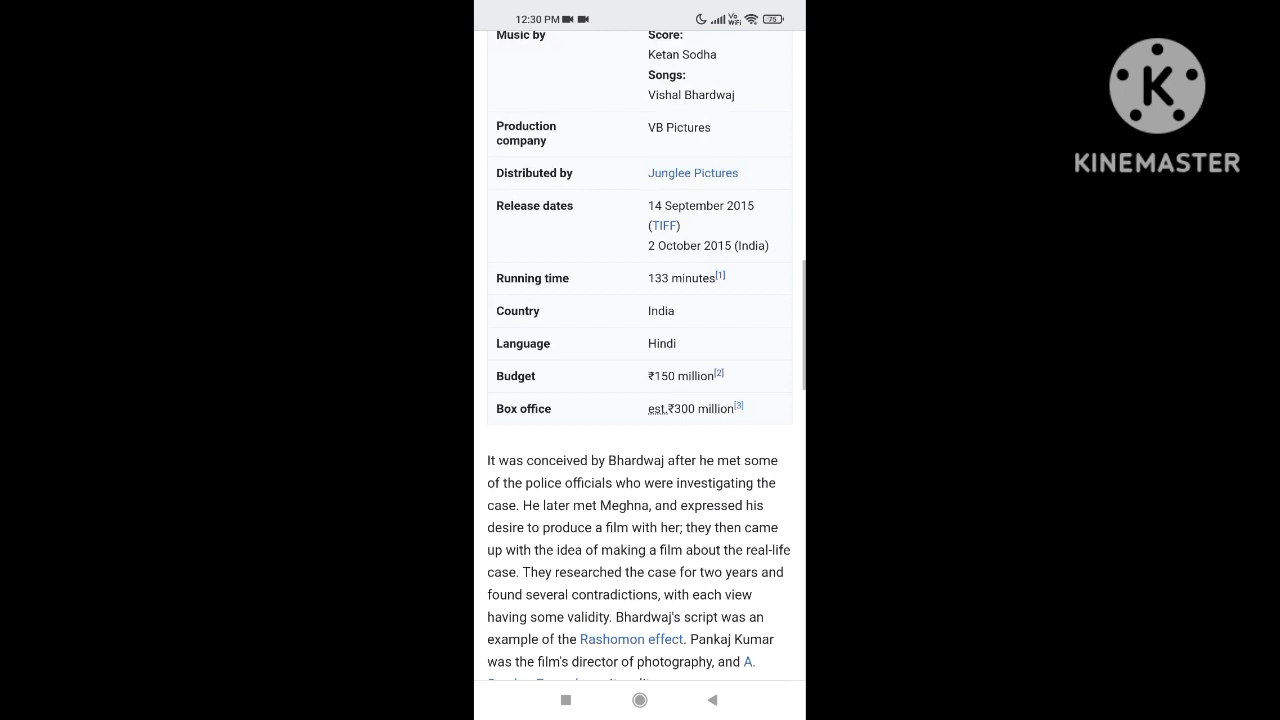 12:30 PM
Vo
WiFi
75
Music by
Score:
Ketan Sodha
Songs:
Vishal Bhardwaj
Production
company
VB Pictures
Distributed by
Junglee Pictures
Release dates
14 September 2015
(TIFF)
2 October 2015 (India)
Running time
133 minutes[1]
Country
India
Language
Hindi
Budget
₹150 million[2]
Box office
est.₹300 million[3]
It was conceived by Bhardwaj after he met some
of the police officials who were investigating the
case. He later met Meghna, and expressed his
desire to produce a film with her; they then came
up with the idea of making a film about the real-life
case. They researched the case for two years and
found several contradictions, with each view
having some validity. Bhardwaj's script was an
example of the Rashomon effect. Pankaj Kumar
was the film's director of photography, and A.
K
KINEMASTER